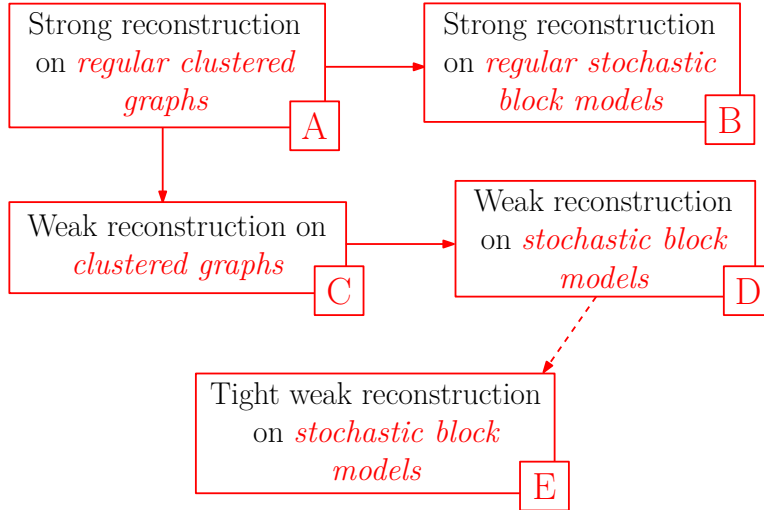 Strong reconstruction
on regular clustered
graphs
A
Strong reconstruction
on regular stochastic
block models
B
Weak reconstruction on
clustered graphs
C
Weak reconstruction
on stochastic block
models
D
Tight weak reconstruction
on stochastic block
models
E